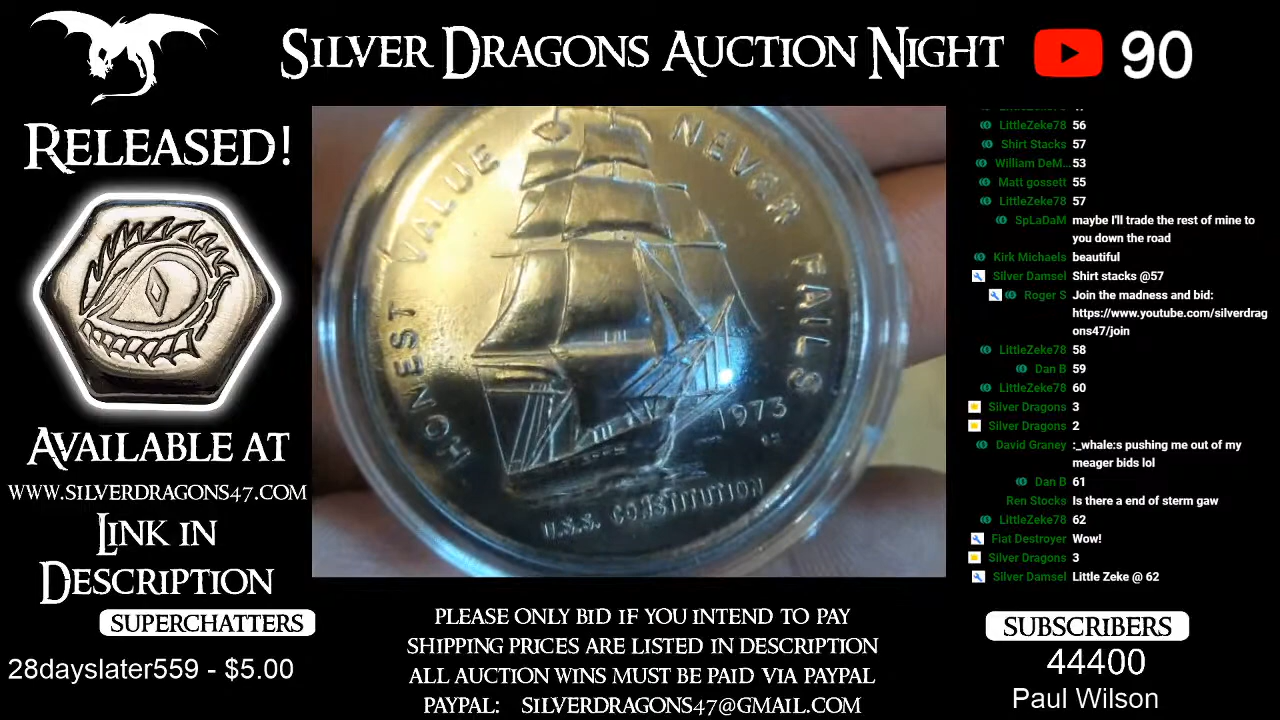 SILVER DRAGONS AUCTION NIGHT
90
RELEASED!
AVAILABLE AT
WWW.SILVERDRAGONS47.COM
LINK IN
DESCRIPTION
SUPERCHATTERS
28dayslater559 - $5.00
HONEST VALUE NEVER FAILS
1973
U.S.S. CONSTITUTION
LittleZeke78 56
Shirt Stacks 57
William DeM... 53
Matt gossett 55
LittleZeke78 57
SpLaDaM maybe I'll trade the rest of mine to
you down the road
Kirk Michaels beautiful
Silver Damsel Shirt stacks @57
Roger S Join the madness and bid:
https://www.youtube.com/silverdrag
ons47/join
LittleZeke78 58
Dan B 59
LittleZeke78 60
Silver Dragons 3
Silver Dragons 2
David Graney :_whale:s pushing me out of my
meager bids lol
Dan B 61
Ren Stocks Is there a end of sterm gaw
LittleZeke78 62
Fiat Destroyer Wow!
Silver Dragons 3
Silver Damsel Little Zeke @ 62
PLEASE ONLY BID IF YOU INTEND TO PAY
SHIPPING PRICES ARE LISTED IN DESCRIPTION
ALL AUCTION WINS MUST BE PAID VIA PAYPAL
PAYPAL: SILVERDRAGONS47@GMAIL.COM
SUBSCRIBERS
44400
Paul Wilson